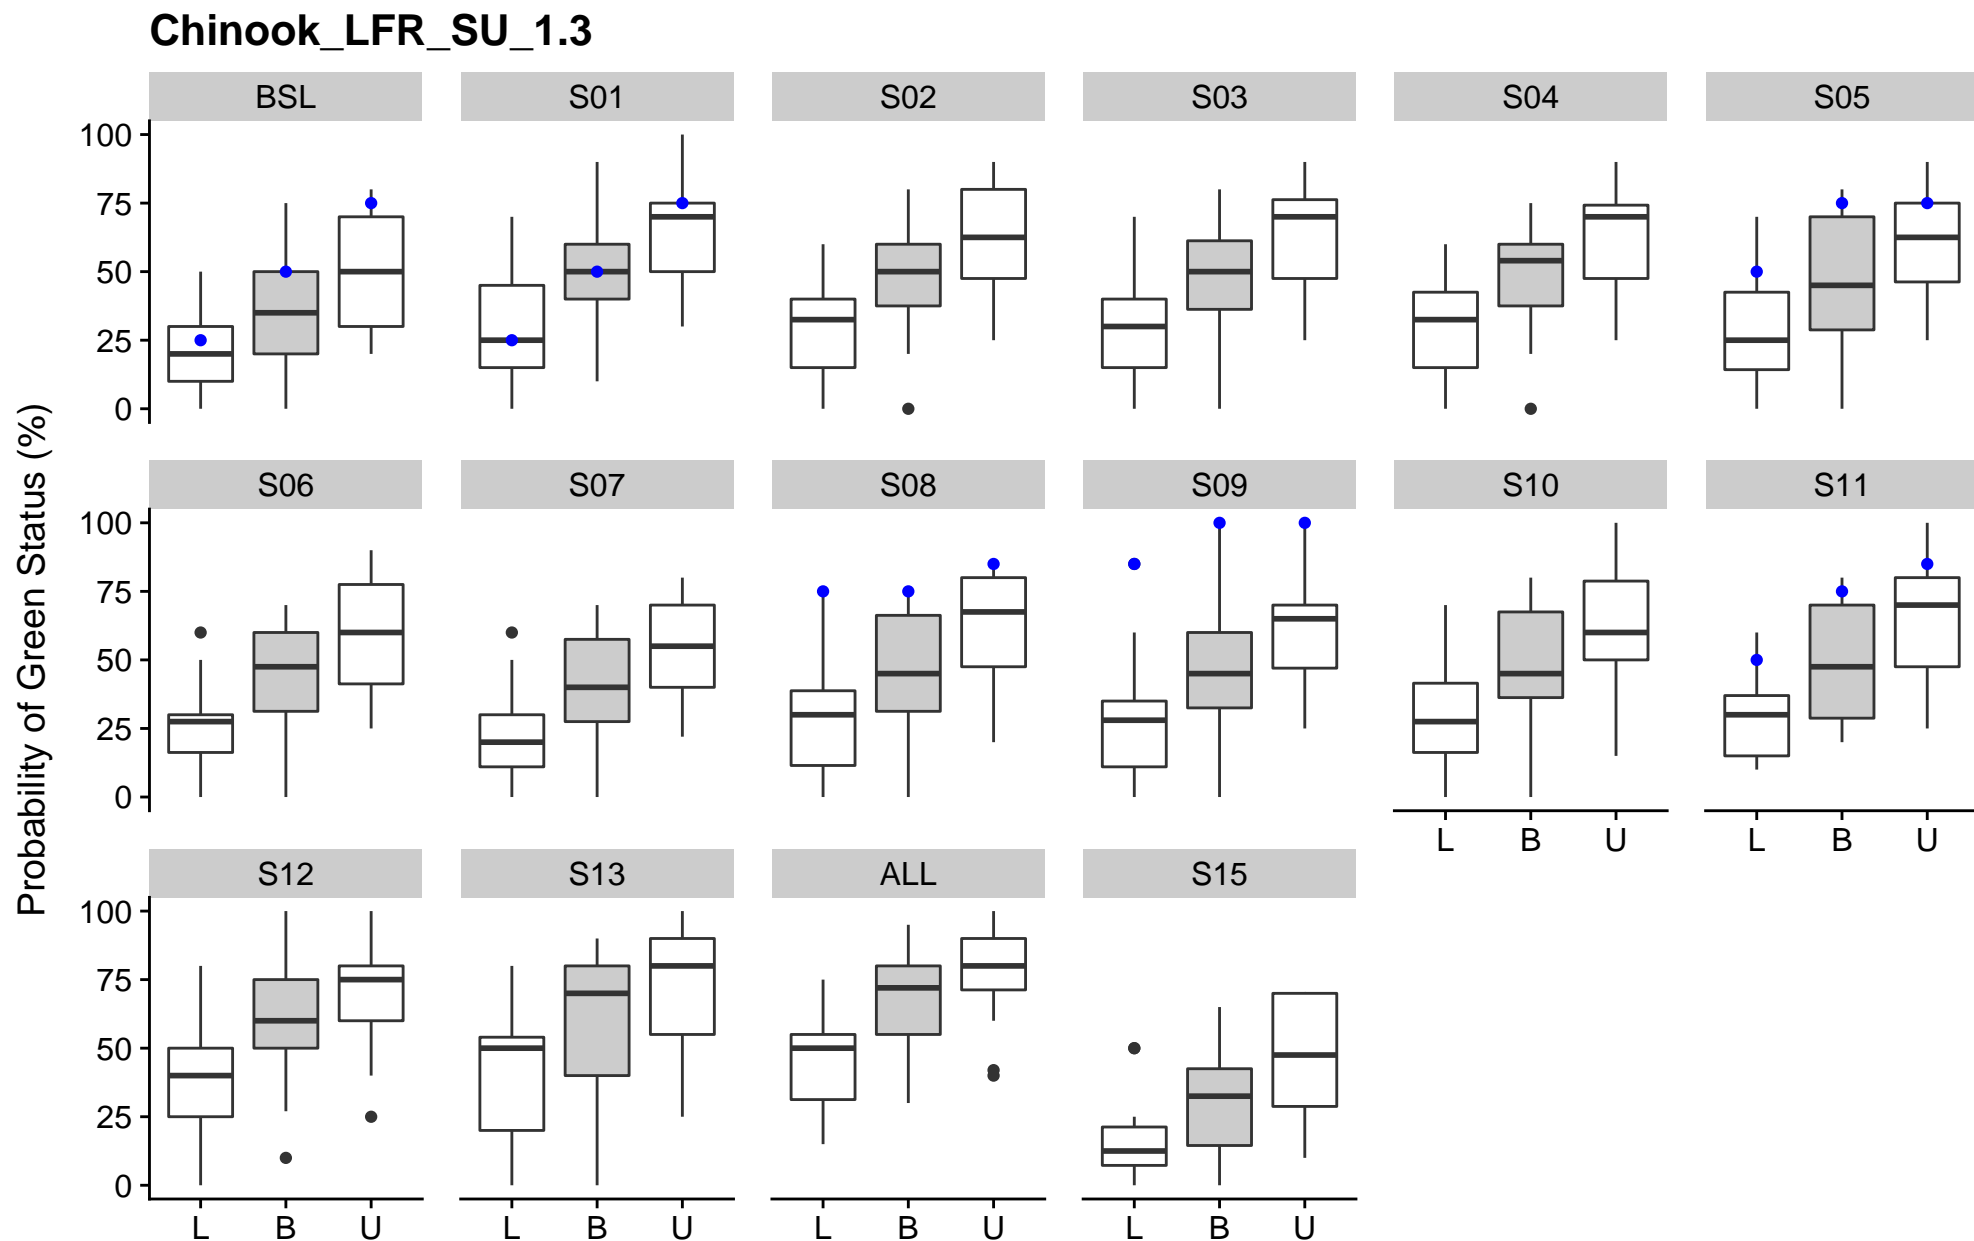 Chinook_LFR_SU_1.3
BSL S01 S02 S03 S04 S05
100
75
50
25
0
Probability of Green Status (%)
S06 S07 S08 S09 S10 S11
100
75
50
25
0
L B U L B U
S12 S13 ALL S15
100
75
50
25
0
L B U L B U L B U L B U